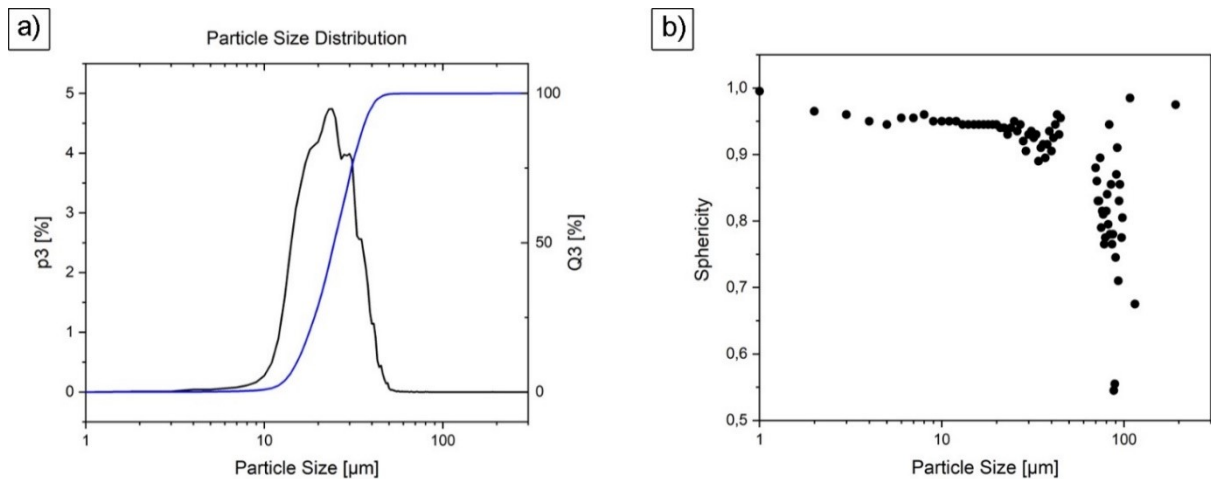 a)
Particle Size Distribution
5
4
3
2
1
0
p3 [%]
100
50
0
Q3 [%]
1
10
100
Particle Size [µm]
b)
1,0
0,9
0,8
0,7
0,6
0,5
Sphericity
1
10
100
Particle Size [µm]